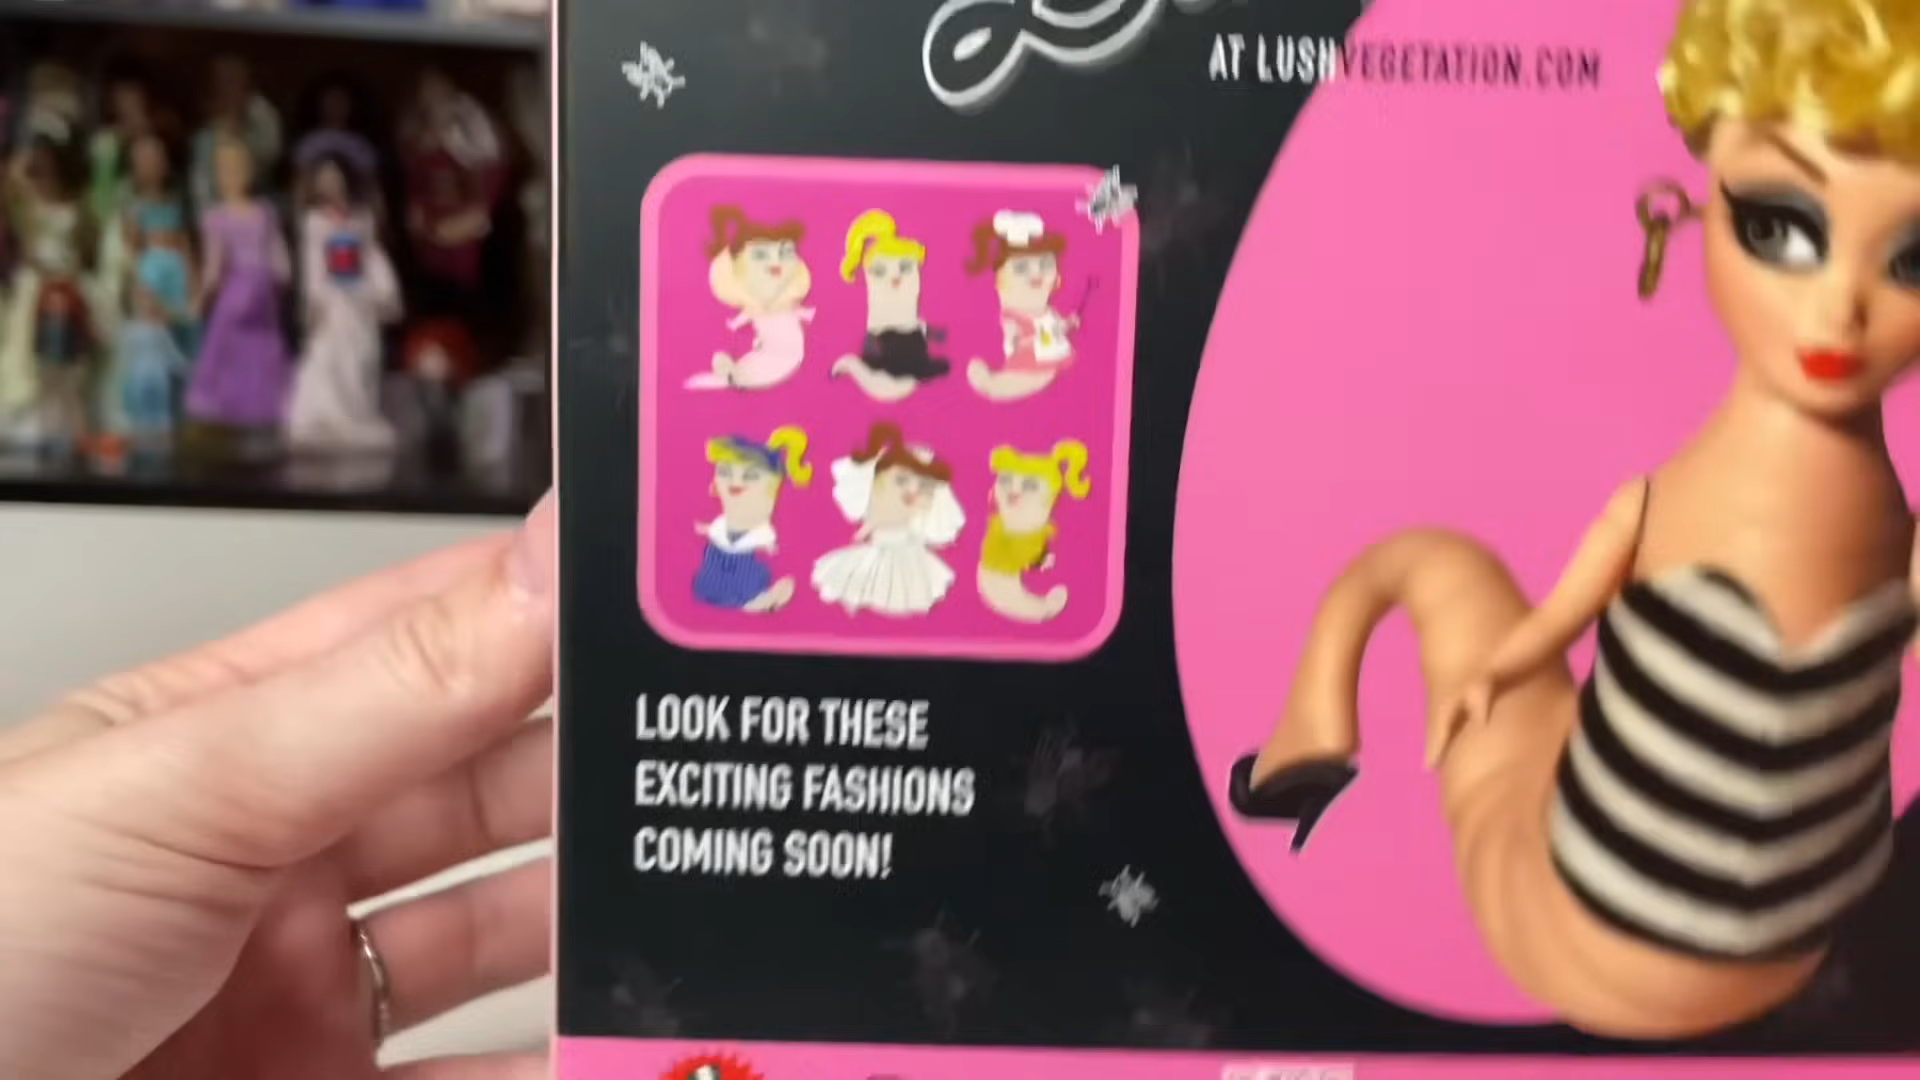 AT LUSHVEGETATION.COM
LOOK FOR THESE
EXCITING FASHIONS
COMING SOON!